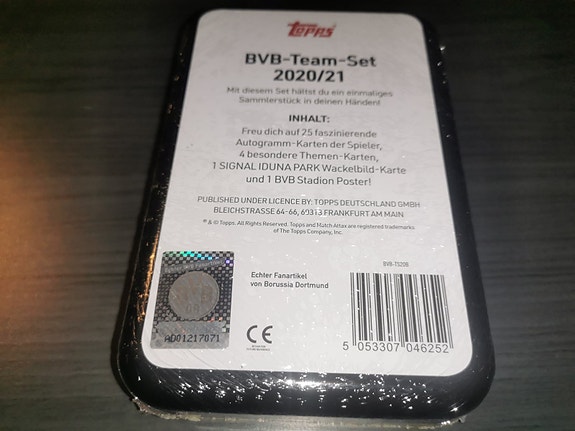 Topps
BVB-Team-Set
2020/21
Mit diesem Set hältst du ein einmaliges
Sammlerstück in deinen Händen!
INHALT:
Freu dich auf 25 faszinierende
Autogramm-Karten der Spieler,
4 besondere Themen-Karten,
1 SIGNAL IDUNA PARK Wackelbild-Karte
und 1 BVB Stadion Poster!
PUBLISHED UNDER LICENCE BY: TOPPS DEUTSCHLAND GMBH
BLEICHSTRASSE 64-66, 60313 FRANKFURT AM MAIN
® & © Topps. All Rights Reserved. Topps and Match Attax are registered trademarks
of The Topps Company, Inc.
BVB-TS20B
Echter BVB Fanartikel
Echter Fanartikel
von Borussia Dortmund
AD01217071
CE
5 053307 046252